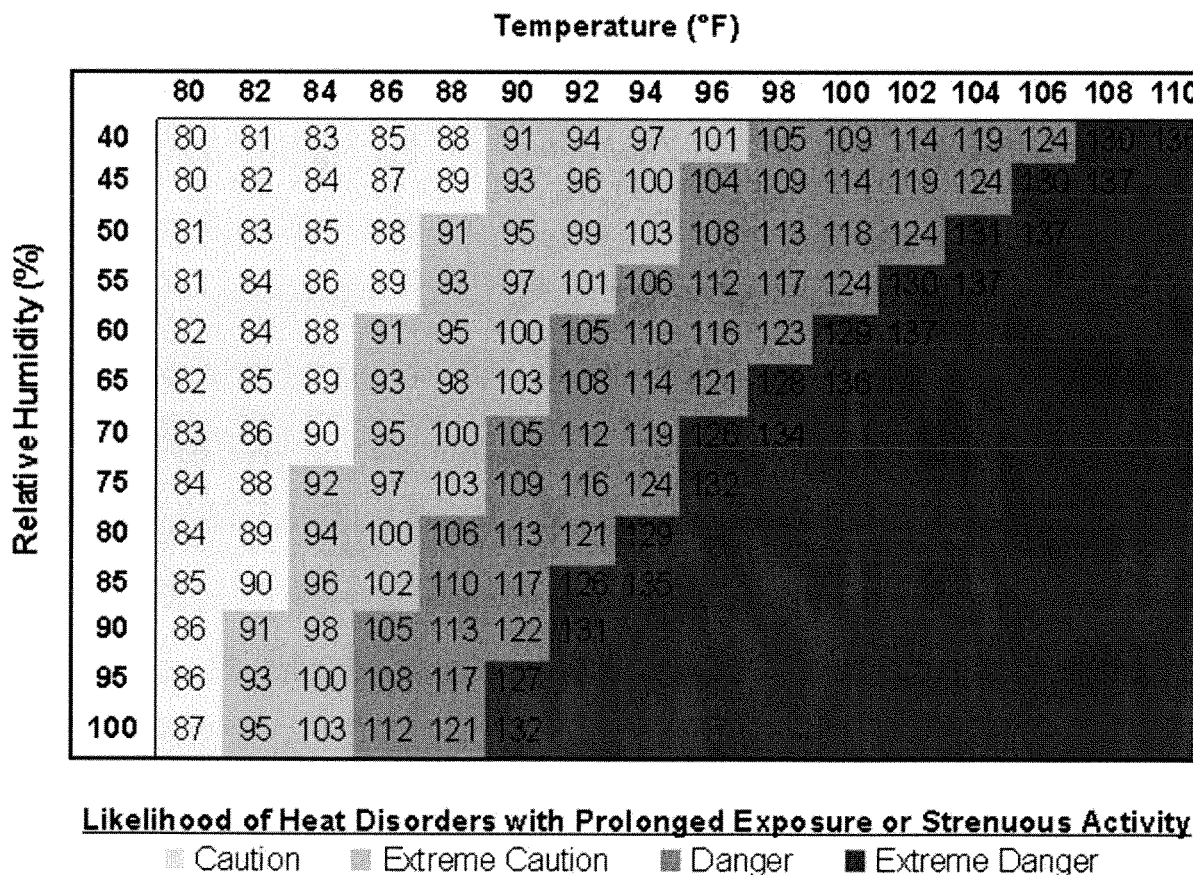 Temperature (°F)
80 82 84 86 88 90 92 94 96 98 100 102 104 106 108 110
40 80 81 83 85 88 91 94 97 101 105 109 114 119 124 130
45 80 82 84 87 89 93 96 100 104 109 114 119 124 130 137
50 81 83 85 88 91 95 99 103 108 113 118 124 131 137
55 81 84 86 89 93 97 101 106 112 117 124 130 137
60 82 84 88 91 95 100 105 110 116 123 129 137
65 82 85 89 93 98 103 108 114 121 128 136
70 83 86 90 95 100 105 112 119 126 134
75 84 88 92 97 103 109 116 124 132
80 84 89 94 100 106 113 121 129
85 85 90 96 102 110 117 126 135
90 86 91 98 105 113 122 131
95 86 93 100 108 117 127
100 87 95 103 112 121 132
Relative Humidity (%)
Likelihood of Heat Disorders with Prolonged Exposure or Strenuous Activity
Caution Extreme Caution Danger Extreme Danger